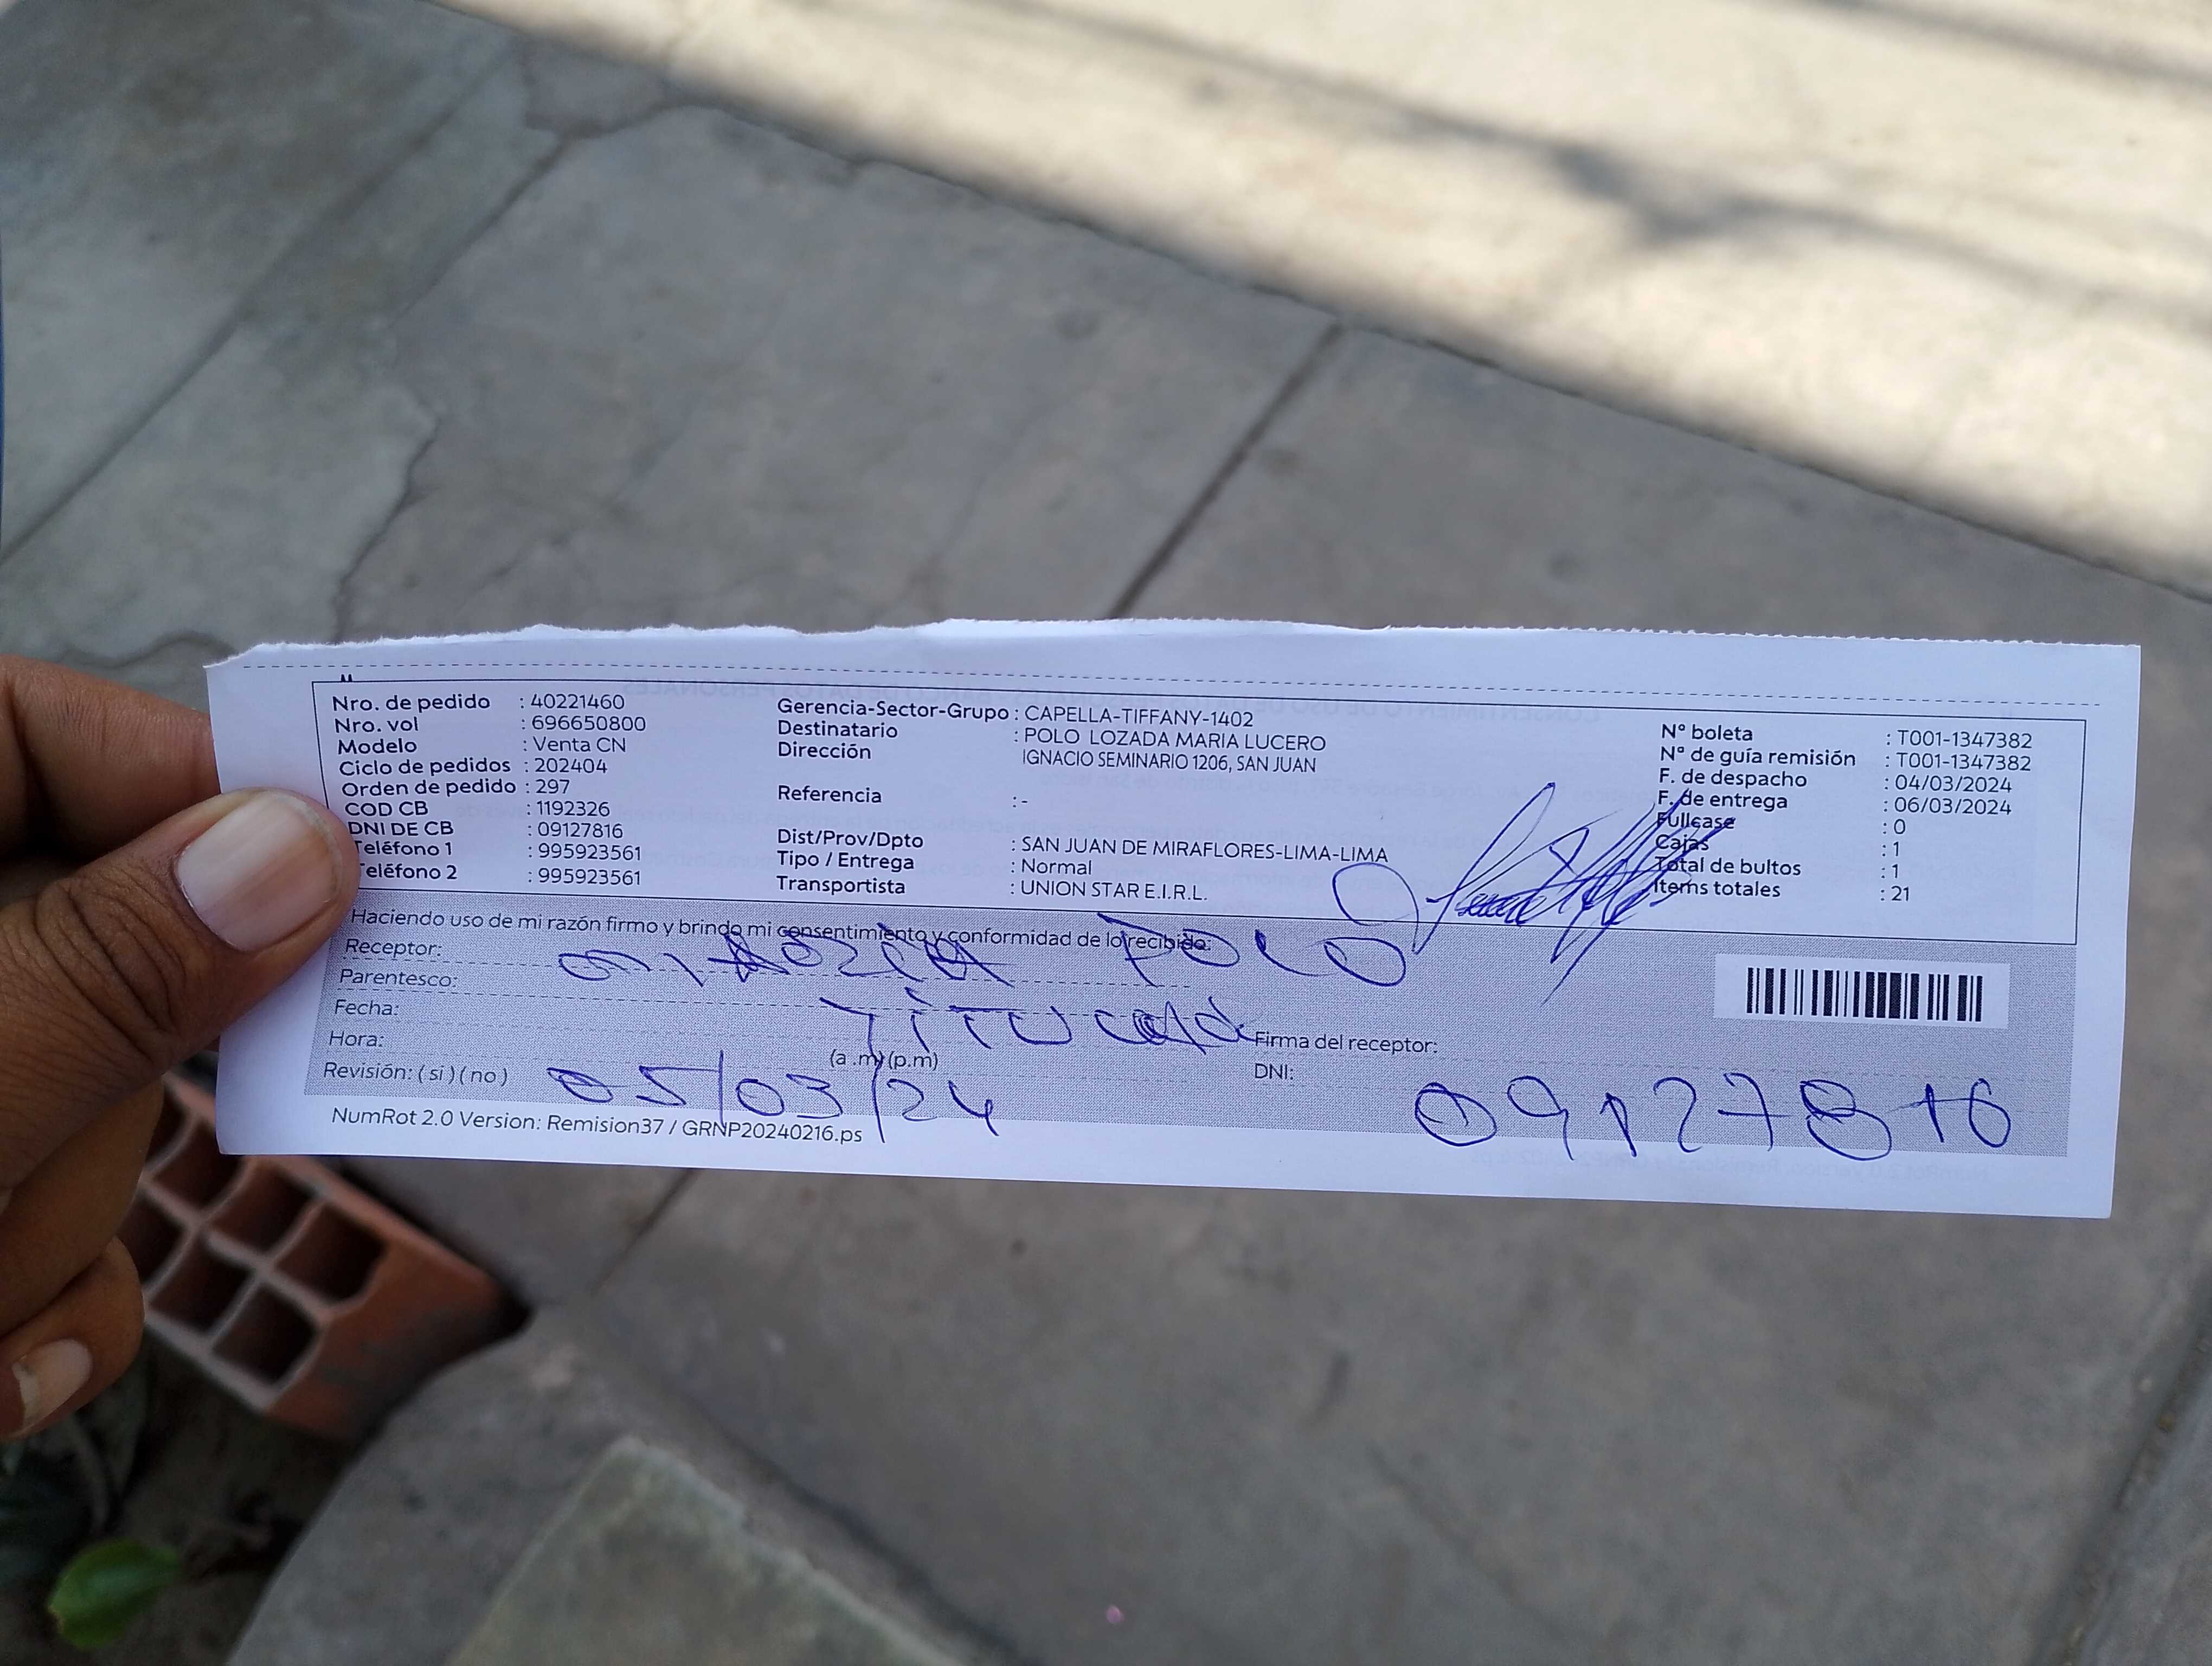 Nro. de pedido : 40221460
Nro. vol : 696650800
Modelo : Venta CN
Ciclo de pedidos : 202404
Orden de pedido : 297
COD CB : 1192326
DNI DE CB : 09127816
Teléfono 1 : 995923561
Teléfono 2 : 995923561
Gerencia-Sector-Grupo : CAPELLA-TIFFANY-1402
Destinatario : POLO LOZADA MARIA LUCERO
Dirección IGNACIO SEMINARIO 1206, SAN JUAN
Referencia : -
Dist/Prov/Dpto : SAN JUAN DE MIRAFLORES-LIMA-LIMA
Tipo / Entrega : Normal
Transportista : UNION STAR E.I.R.L.
Nº boleta : T001-1347382
Nº de guía remisión : T001-1347382
F. de despacho : 04/03/2024
F. de entrega : 06/03/2024
Fullcase : 0
Cajas : 1
Total de bultos : 1
Items totales : 21
Haciendo uso de mi razón firmo y brindo mi consentimiento y conformidad de lo recibido:
Receptor: POLO
Parentesco:
Fecha:
Hora: (a .m) (p.m)
Firma del receptor:
Revisión: ( si ) ( no ) 05/03/24
DNI: 09127816
NumRot 2.0 Version: Remision37 / GRNP20240216.ps